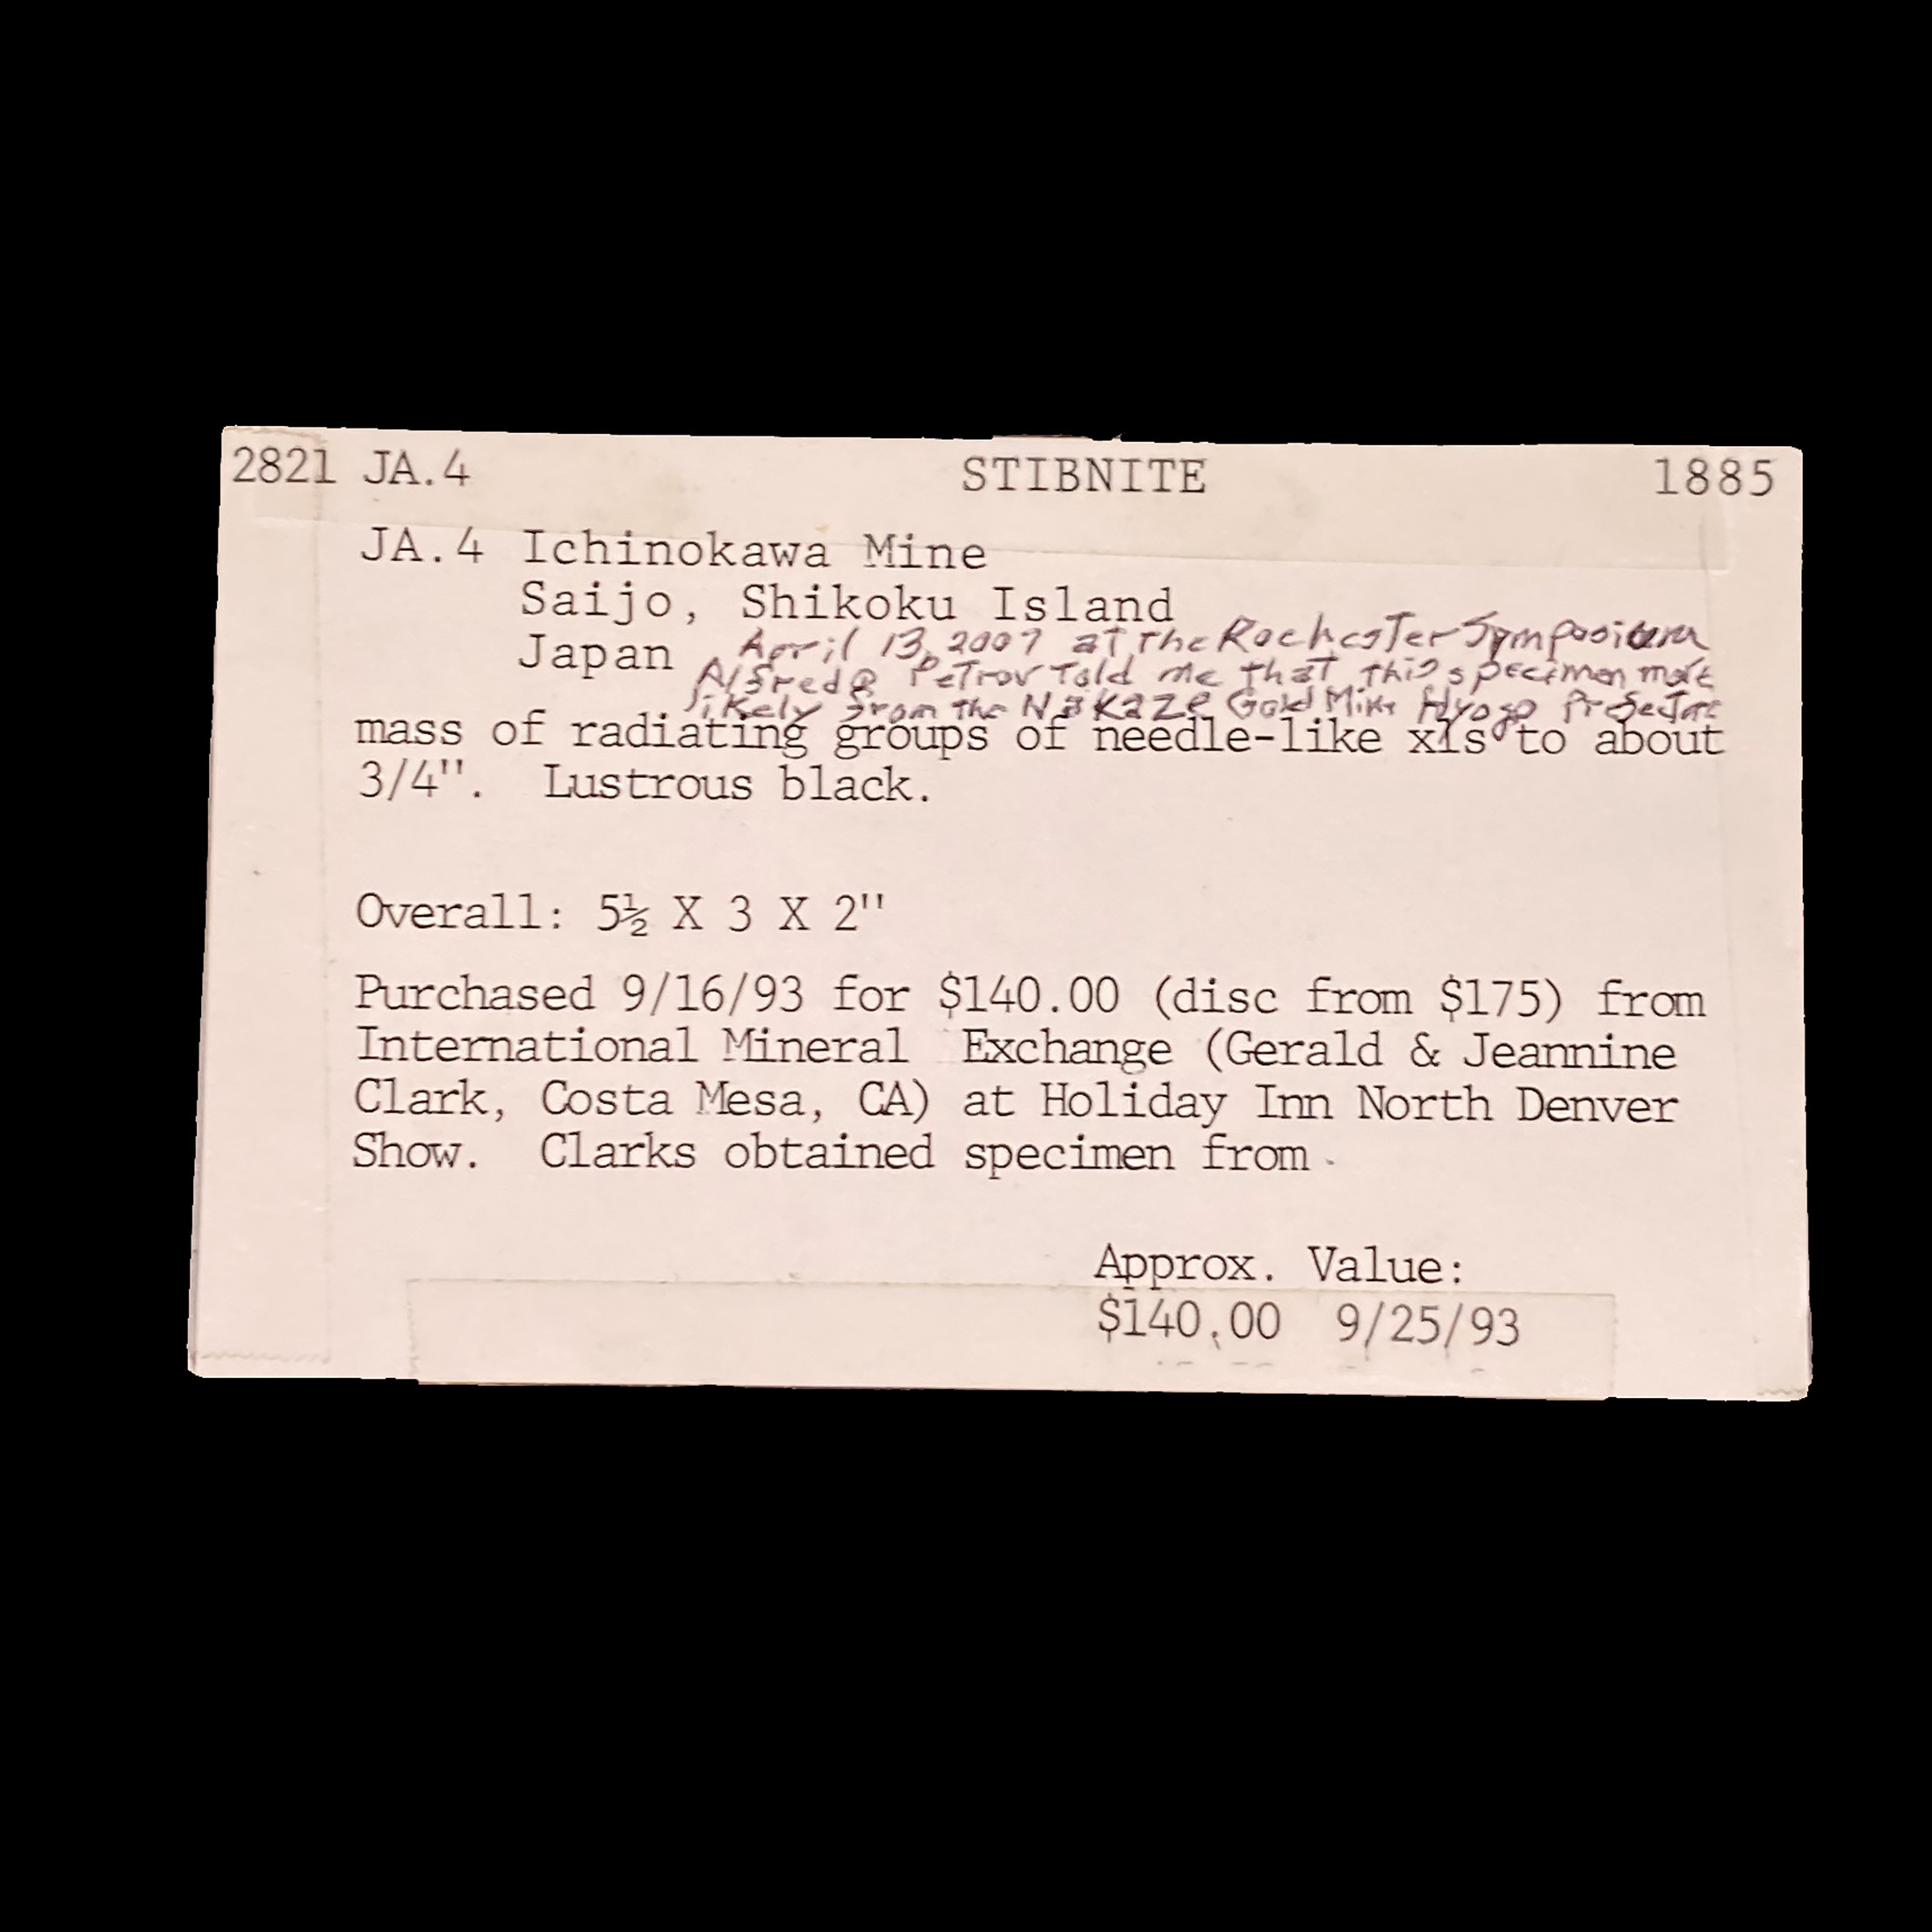 2821 JA.4 STIBNITE 1885
JA.4 Ichinokawa Mine
Saijo, Shikoku Island
Japan
April 13, 2007 at the Rochester Symposium
Alfredo Petrov told me that this specimen most
likely from the Nakaze Gold Mine Hyogo
mass of radiating groups of needle-like xls to about
3/4". Lustrous black.
Overall: 5½ X 3 X 2"
Purchased 9/16/93 for $140.00 (disc from $175) from
International Mineral Exchange (Gerald & Jeannine
Clark, Costa Mesa, CA) at Holiday Inn North Denver
Show. Clarks obtained specimen from
Approx. Value:
$140.00 9/25/93